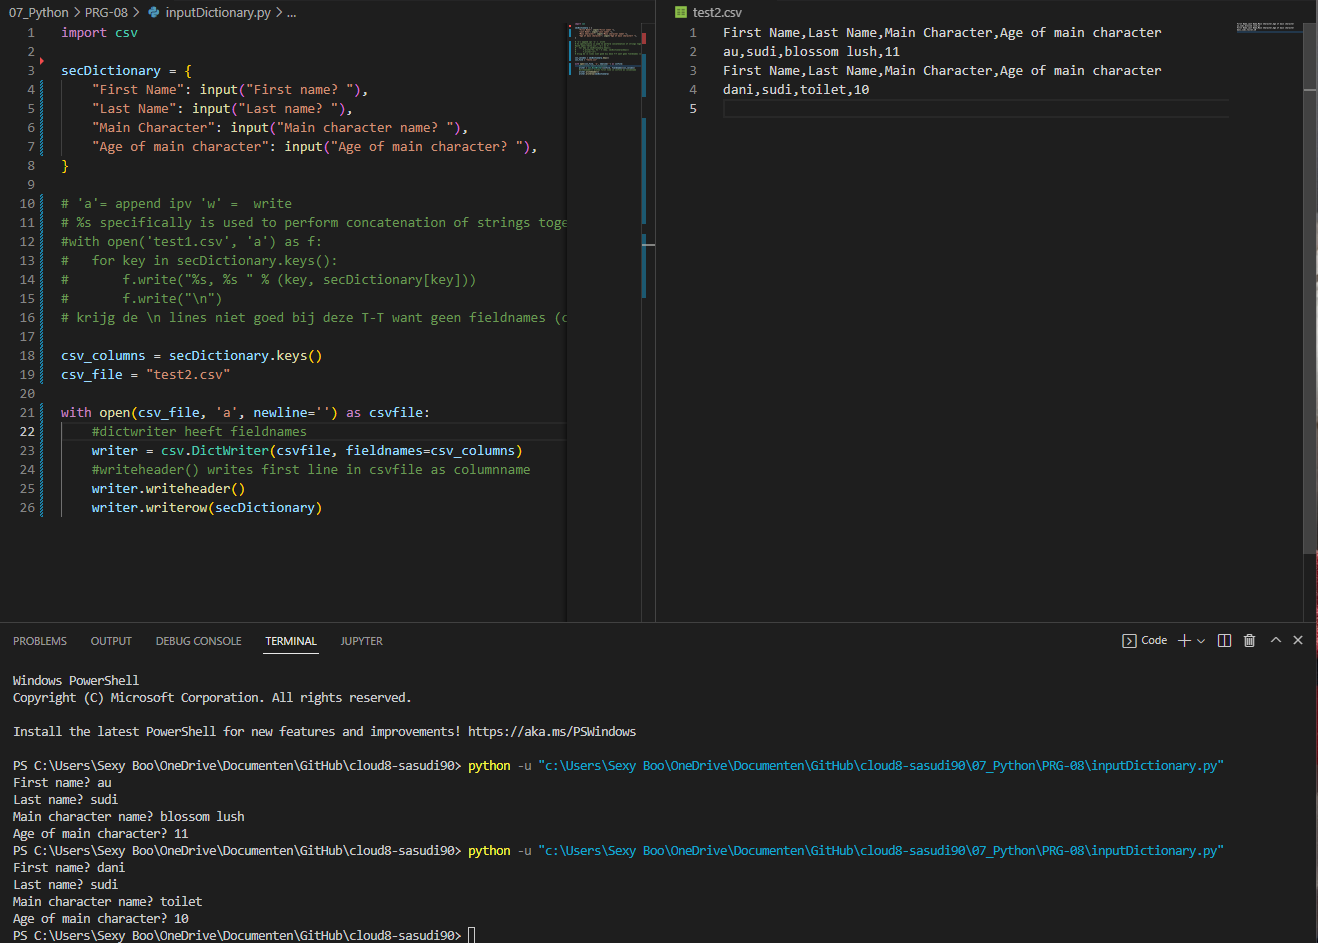 07_Python > PRG-08 > inputDictionary.py > ...
1 import csv
2
3 secDictionary = {
4 "First Name": input("First name? "),
5 "Last Name": input("Last name? "),
6 "Main Character": input("Main character name? "),
7 "Age of main character": input("Age of main character? "),
8 }
9
10 # 'a'= append ipv 'w' =  write
11 # %s specifically is used to perform concatenation of strings toge
12 #with open('test1.csv', 'a') as f:
13 #   for key in secDictionary.keys():
14 #       f.write("%s, %s " % (key, secDictionary[key]))
15 #       f.write("\n")
16 # krijg de \n lines niet goed bij deze T-T want geen fieldnames (c
17
18 csv_columns = secDictionary.keys()
19 csv_file = "test2.csv"
20
21 with open(csv_file, 'a', newline='') as csvfile:
22 #dictwriter heeft fieldnames
23 writer = csv.DictWriter(csvfile, fieldnames=csv_columns)
24 #writeheader() writes first line in csvfile as columnname
25 writer.writeheader()
26 writer.writerow(secDictionary)
test2.csv
1 First Name,Last Name,Main Character,Age of main character
2 au,sudi,blossom lush,11
3 First Name,Last Name,Main Character,Age of main character
4 dani,sudi,toilet,10
5
PROBLEMS OUTPUT DEBUG CONSOLE TERMINAL JUPYTER Code
Windows PowerShell
Copyright (C) Microsoft Corporation. All rights reserved.
Install the latest PowerShell for new features and improvements! https://aka.ms/PSWindows
PS C:\Users\Sexy Boo\OneDrive\Documenten\GitHub\cloud8-sasudi90> python -u "c:\Users\Sexy Boo\OneDrive\Documenten\GitHub\cloud8-sasudi90\07_Python\PRG-08\inputDictionary.py"
First name? au
Last name? sudi
Main character name? blossom lush
Age of main character? 11
PS C:\Users\Sexy Boo\OneDrive\Documenten\GitHub\cloud8-sasudi90> python -u "c:\Users\Sexy Boo\OneDrive\Documenten\GitHub\cloud8-sasudi90\07_Python\PRG-08\inputDictionary.py"
First name? dani
Last name? sudi
Main character name? toilet
Age of main character? 10
PS C:\Users\Sexy Boo\OneDrive\Documenten\GitHub\cloud8-sasudi90>